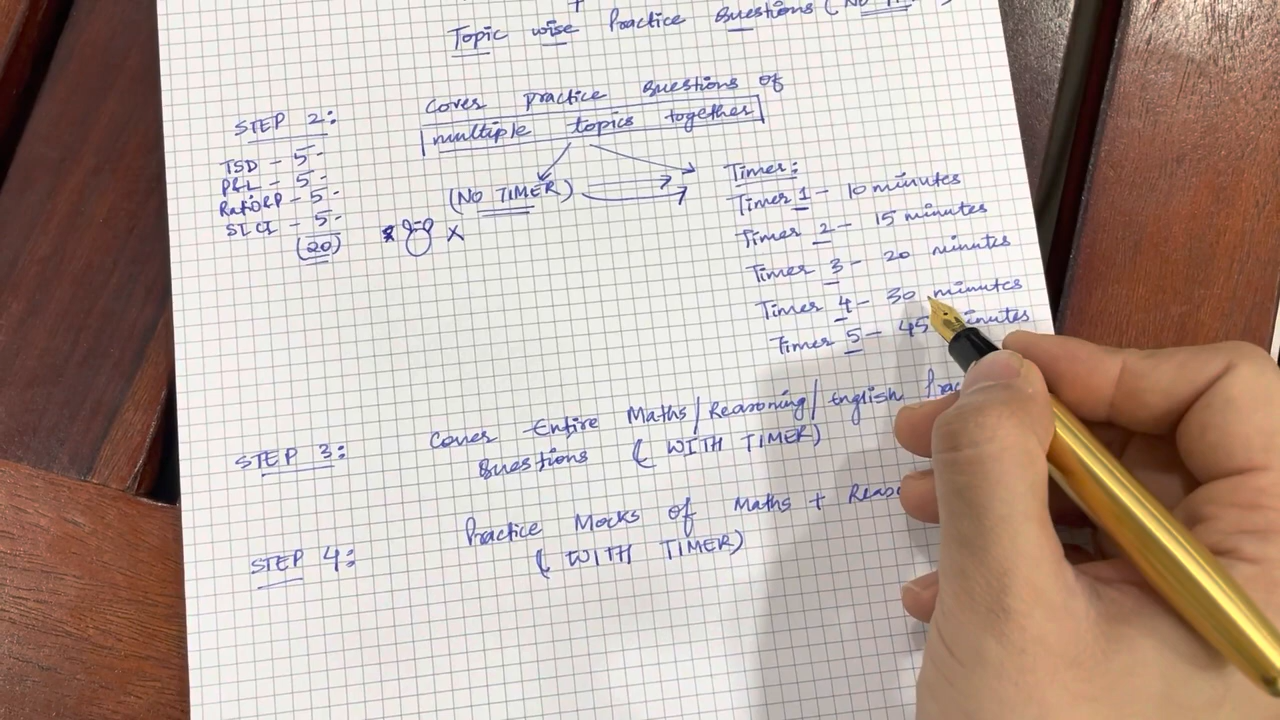 +
Topic wise Practice Questions (NO
STEP 2:
Cover practice questions of
multiple topics together
TSD - 5
P&L - 5
Ratio&P - 5
SI CI - 5
(20)
(NO TIMER)
Timer:
Timer 1 - 10 minutes
Timer 2 - 15 minutes
Timer 3 - 20 minutes
Timer 4 - 30 minutes
Timer 5 - 45 minutes
STEP 3:
Cover Entire Maths/Reasoning/English
Questions (WITH TIMER)
STEP 4:
Practice Mocks of Maths +
(WITH TIMER)